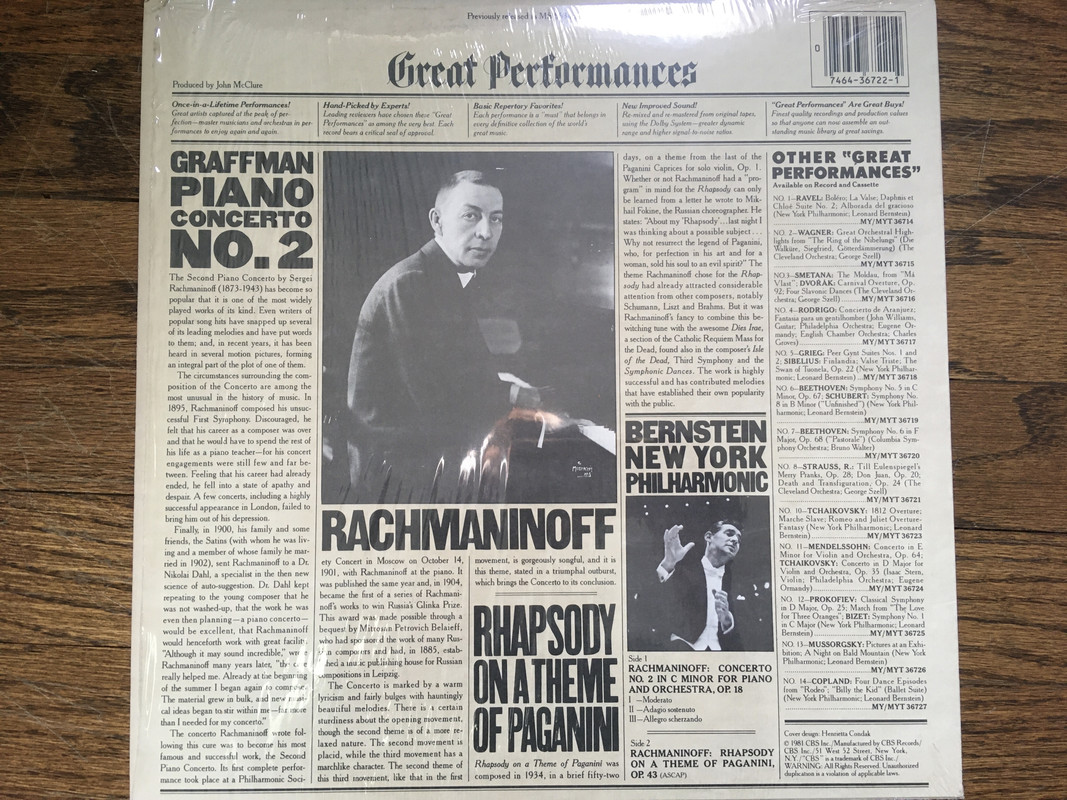 Previously released
Great Performances
Produced by John McClure
0
7464-36722-1
Once-in-a-Lifetime Performances!
Great artists captured at the peak of per-
fection—master musicians and orchestras in per-
formances to enjoy again and again.
Hand-Picked by Experts!
Leading reviewers have chosen these "Great
Performances" as among the very best. Each
record bears a critical seal of approval.
Basic Repertory Favorites!
Each performance is a "must" that belongs in
every definitive collection of the world's
great music.
New Improved Sound!
Re-mixed and re-mastered from original tapes,
using the Dolby System—greater dynamic
range and higher signal-to-noise ratios.
"Great Performances" Are Great Buys!
Finest quality recordings and production values
so that anyone can now assemble an out-
standing music library at great savings.
GRAFFMAN
PIANO
CONCERTO
NO. 2
The Second Piano Concerto by Sergei
Rachmaninoff (1873-1943) has become so
popular that it is one of the most widely
played works of its kind. Even writers of
popular song hits have snapped up several
of its leading melodies and have put words
to them; and, in recent years, it has been
heard in several motion pictures, forming
an integral part of the plot of one of them.
The circumstances surrounding the com-
position of the Concerto are among the
most unusual in the history of music. In
1895, Rachmaninoff composed his unsuc-
cessful First Symphony. Discouraged, he
felt that his career as a composer was over
and that he would have to spend the rest of
his life as a piano teacher—for his concert
engagements were still few and far be-
tween. Feeling that his career had already
ended, he fell into a state of apathy and
despair. A few concerts, including a highly
successful appearance in London, failed to
bring him out of his depression.
Finally, in 1900, his family and some
friends, the Satins (with whom he was liv-
ing and a member of whose family he mar-
ried in 1902), sent Rachmaninoff to a Dr.
Nikolai Dahl, a specialist in the then new
science of auto-suggestion. Dr. Dahl kept
repeating to the young composer that he
was not washed-up, that the work he was
even then planning—a piano concerto—
would be excellent, that Rachmaninoff
would henceforth work with great facility.
"Although it may sound incredible," wrote
Rachmaninoff many years later, "the cure
really helped me. Already at the beginning
of the summer I began again to compose.
The material grew in bulk, and new musi-
cal ideas began to stir within me—far more
than I needed for my concerto."
The concerto Rachmaninoff wrote fol-
lowing this cure was to become his most
famous and successful work, the Second
Piano Concerto. Its first complete perfor-
mance took place at a Philharmonic Soci-
RACHMANINOFF
ety Concert in Moscow on October 14,
1901, with Rachmaninoff at the piano. It
was published the same year and, in 1904,
became the first of a series of Rachmani-
noff's works to win Russia's Glinka Prize.
This award was made possible through a
bequest by Mitrofan Petrovich Belaieff,
who had sponsored the work of many Rus-
sian composers and had, in 1885, estab-
lished a music publishing house for Russian
compositions in Leipzig.
The Concerto is marked by a warm
lyricism and fairly bulges with hauntingly
beautiful melodies. There is a certain
sturdiness about the opening movement,
though the second theme is of a more re-
laxed nature. The second movement is
placid, while the third movement has a
marchlike character. The second theme of
this third movement, like that in the first
movement, is gorgeously songful, and it is
this theme, stated in a triumphal outburst,
which brings the Concerto to its conclusion.
RHAPSODY
ON A THEME
OF PAGANINI
Rhapsody on a Theme of Paganini was
composed in 1934, in a brief fifty-two
days, on a theme from the last of the
Paganini Caprices for solo violin, Op. 1.
Whether or not Rachmaninoff had a "pro-
gram" in mind for the Rhapsody can only
be learned from a letter he wrote to Mik-
hail Fokine, the Russian choreographer. He
states: "About my 'Rhapsody'...last night I
was thinking about a possible subject...
Why not resurrect the legend of Paganini,
who, for perfection in his art and for a
woman, sold his soul to an evil spirit?" The
theme Rachmaninoff chose for the Rhap-
sody had already attracted considerable
attention from other composers, notably
Schumann, Liszt and Brahms. But it was
Rachmaninoff's fancy to combine this be-
witching tune with the awesome Dies Irae,
a section of the Catholic Requiem Mass for
the Dead, found also in the composer's Isle
of the Dead, Third Symphony and the
Symphonic Dances. The work is highly
successful and has contributed melodies
that have established their own popularity
with the public.
BERNSTEIN
NEW YORK
PHILHARMONIC
Side 1
RACHMANINOFF: CONCERTO
NO. 2 IN C MINOR FOR PIANO
AND ORCHESTRA, OP. 18
I —Moderato
II —Adagio sostenuto
III—Allegro scherzando
Side 2
RACHMANINOFF: RHAPSODY
ON A THEME OF PAGANINI,
OP. 43 (ASCAP)
OTHER "GREAT
PERFORMANCES"
Available on Record and Cassette
NO. 1—RAVEL: Boléro; La Valse; Daphnis et
Chloé Suite No. 2; Alborada del gracioso
(New York Philharmonic; Leonard Bernstein)
MY/MYT 36714
NO. 2—WAGNER: Great Orchestral High-
lights from "The Ring of the Nibelungs" (Die
Walküre, Siegfried, Götterdämmerung) (The
Cleveland Orchestra; George Szell)
MY/MYT 36715
NO.3—SMETANA: The Moldau, from "Má
Vlast"; DVOŘÁK: Carnival Overture, Op.
92; Four Slavonic Dances (The Cleveland Or-
chestra; George Szell) ..........MY/MYT 36716
NO. 4—RODRIGO: Concierto de Aranjuez;
Fantasia para un gentilhombre (John Williams,
Guitar; Philadelphia Orchestra; Eugene Or-
mandy; English Chamber Orchestra; Charles
Groves)..................MY/MYT 36717
NO. 5—GRIEG: Peer Gynt Suites Nos. 1 and
2; SIBELIUS: Finlandia; Valse Triste; The
Swan of Tuonela, Op. 22 (New York Philhar-
monic; Leonard Bernstein) ...MY/MYT 36718
NO. 6—BEETHOVEN: Symphony No. 5 in C
Minor, Op. 67; SCHUBERT: Symphony No.
8 in B Minor ("Unfinished") (New York Phil-
harmonic; Leonard Bernstein)
MY/MYT 36719
NO. 7—BEETHOVEN: Symphony No. 6 in F
Major, Op. 68 ("Pastorale") (Columbia Sym-
phony Orchestra; Bruno Walter)
MY/MYT 36720
NO. 8—STRAUSS, R.: Till Eulenspiegel's
Merry Pranks, Op. 28; Don Juan, Op. 20;
Death and Transfiguration, Op. 24 (The
Cleveland Orchestra; George Szell)
MY/MYT 36721
NO. 10—TCHAIKOVSKY: 1812 Overture;
Marche Slave; Romeo and Juliet Overture-
Fantasy (New York Philharmonic; Leonard
Bernstein) ..................MY/MYT 36723
NO. 11—MENDELSSOHN: Concerto in E
Minor for Violin and Orchestra, Op. 64;
TCHAIKOVSKY: Concerto in D Major for
Violin and Orchestra, Op. 35 (Isaac Stern,
Violin; Philadelphia Orchestra; Eugene
Ormandy)..................MY/MYT 36724
NO. 12—PROKOFIEV: Classical Symphony
in D Major, Op. 25; March from "The Love
for Three Oranges"; BIZET: Symphony No. 1
in C Major (New York Philharmonic; Leonard
Bernstein) ..................MY/MYT 36725
NO. 13—MUSSORGSKY: Pictures at an Exhi-
bition; A Night on Bald Mountain (New York
Philharmonic; Leonard Bernstein)
MY/MYT 36726
NO. 14—COPLAND: Four Dance Episodes
from "Rodeo"; "Billy the Kid" (Ballet Suite)
(New York Philharmonic; Leonard Bernstein)
MY/MYT 36727
Cover design: Henrietta Condak
© 1981 CBS Inc./Manufactured by CBS Records/
CBS Inc./51 West 52 Street, New York,
N.Y./"CBS" is a trademark of CBS Inc./
WARNING: All Rights Reserved. Unauthorized
duplication is a violation of applicable laws.